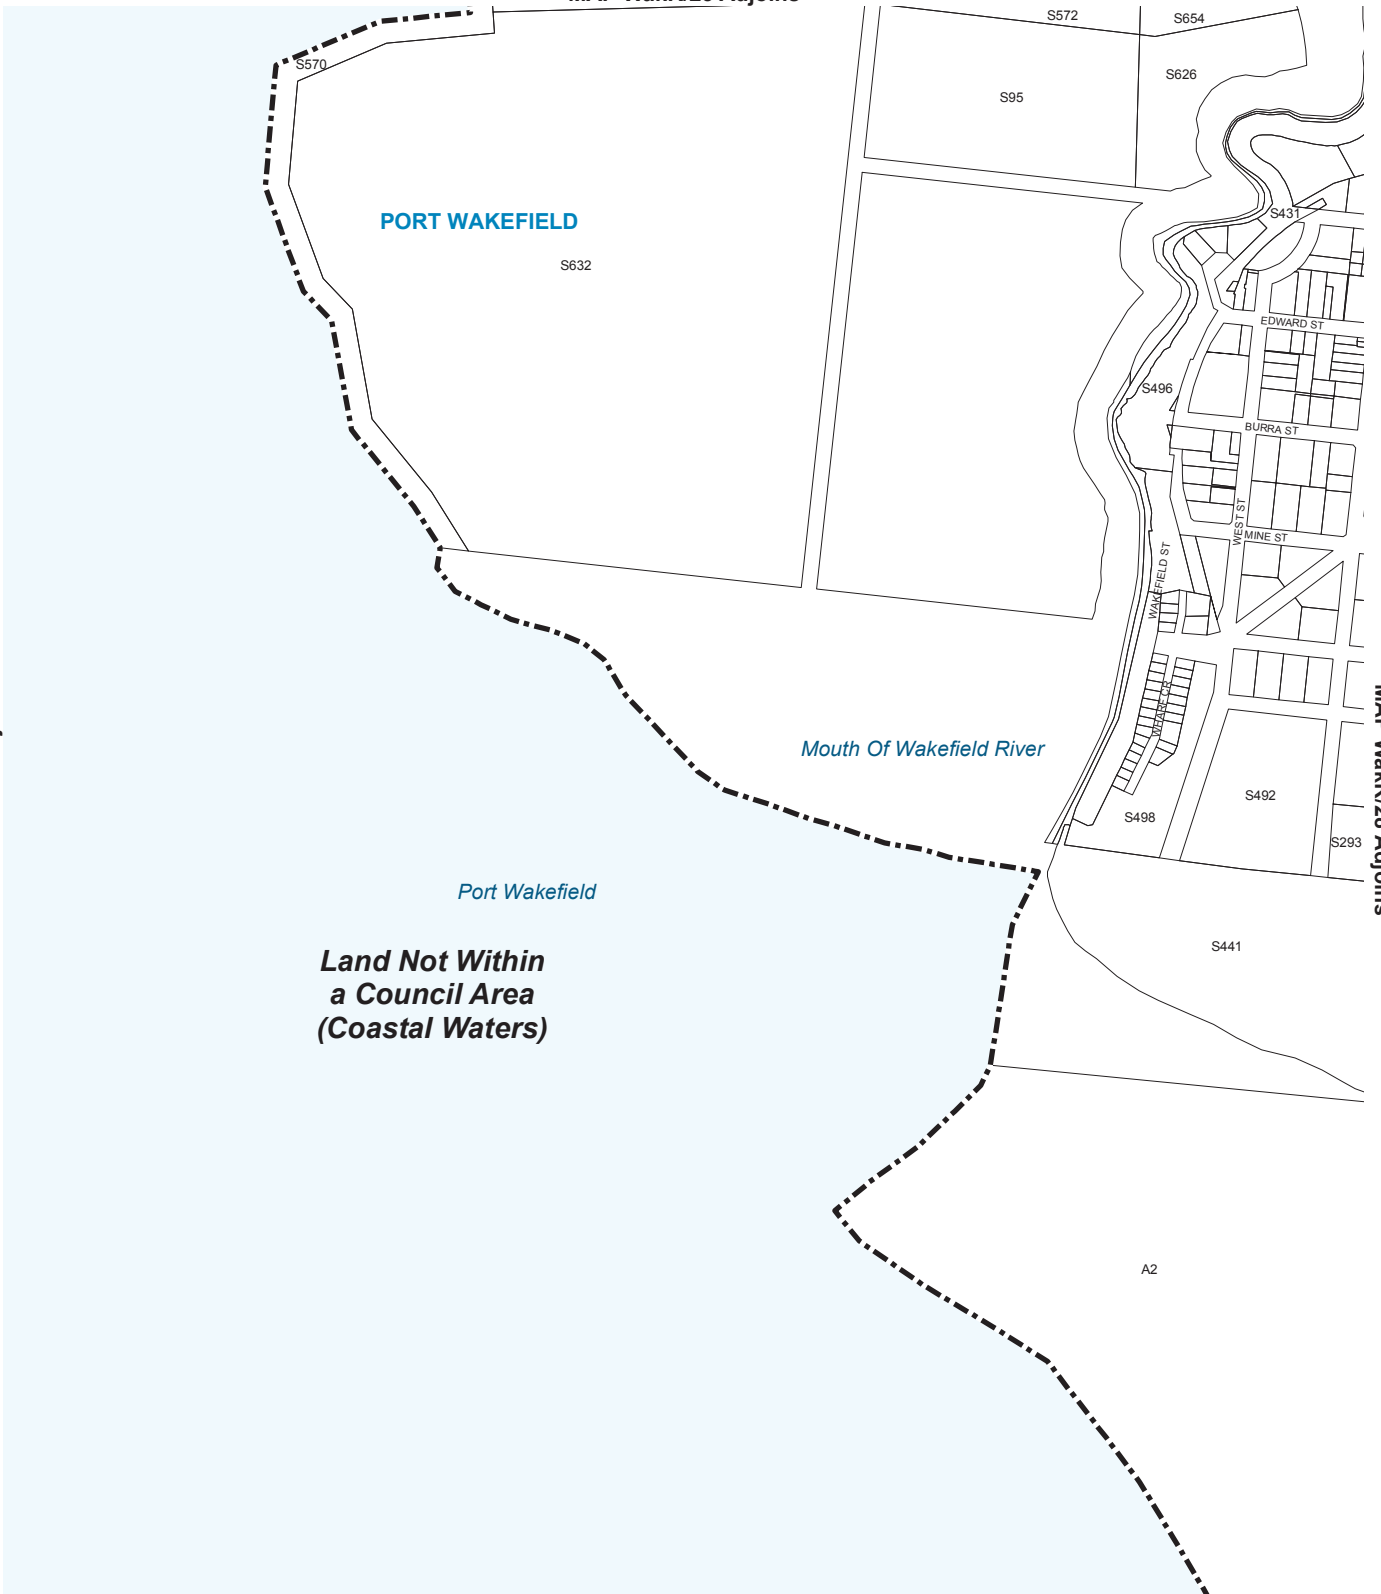 S572
S654
S570
S626
S95
S431
PORT WAKEFIELD
S632
EDWARD ST
S496
BURRA ST
WEST ST
MINE ST
WAKEFIELD ST
WHARF CR
Mouth Of Wakefield River
S492
S498
S293
Port Wakefield
S441
Land Not Within
a Council Area
(Coastal Waters)
A2